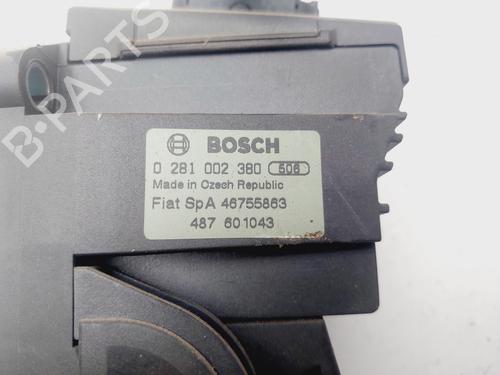 BOSCH
0 281 002 380 506
Made in Czech Republic
Fiat SpA 46755863
487 601043
B-PARTS